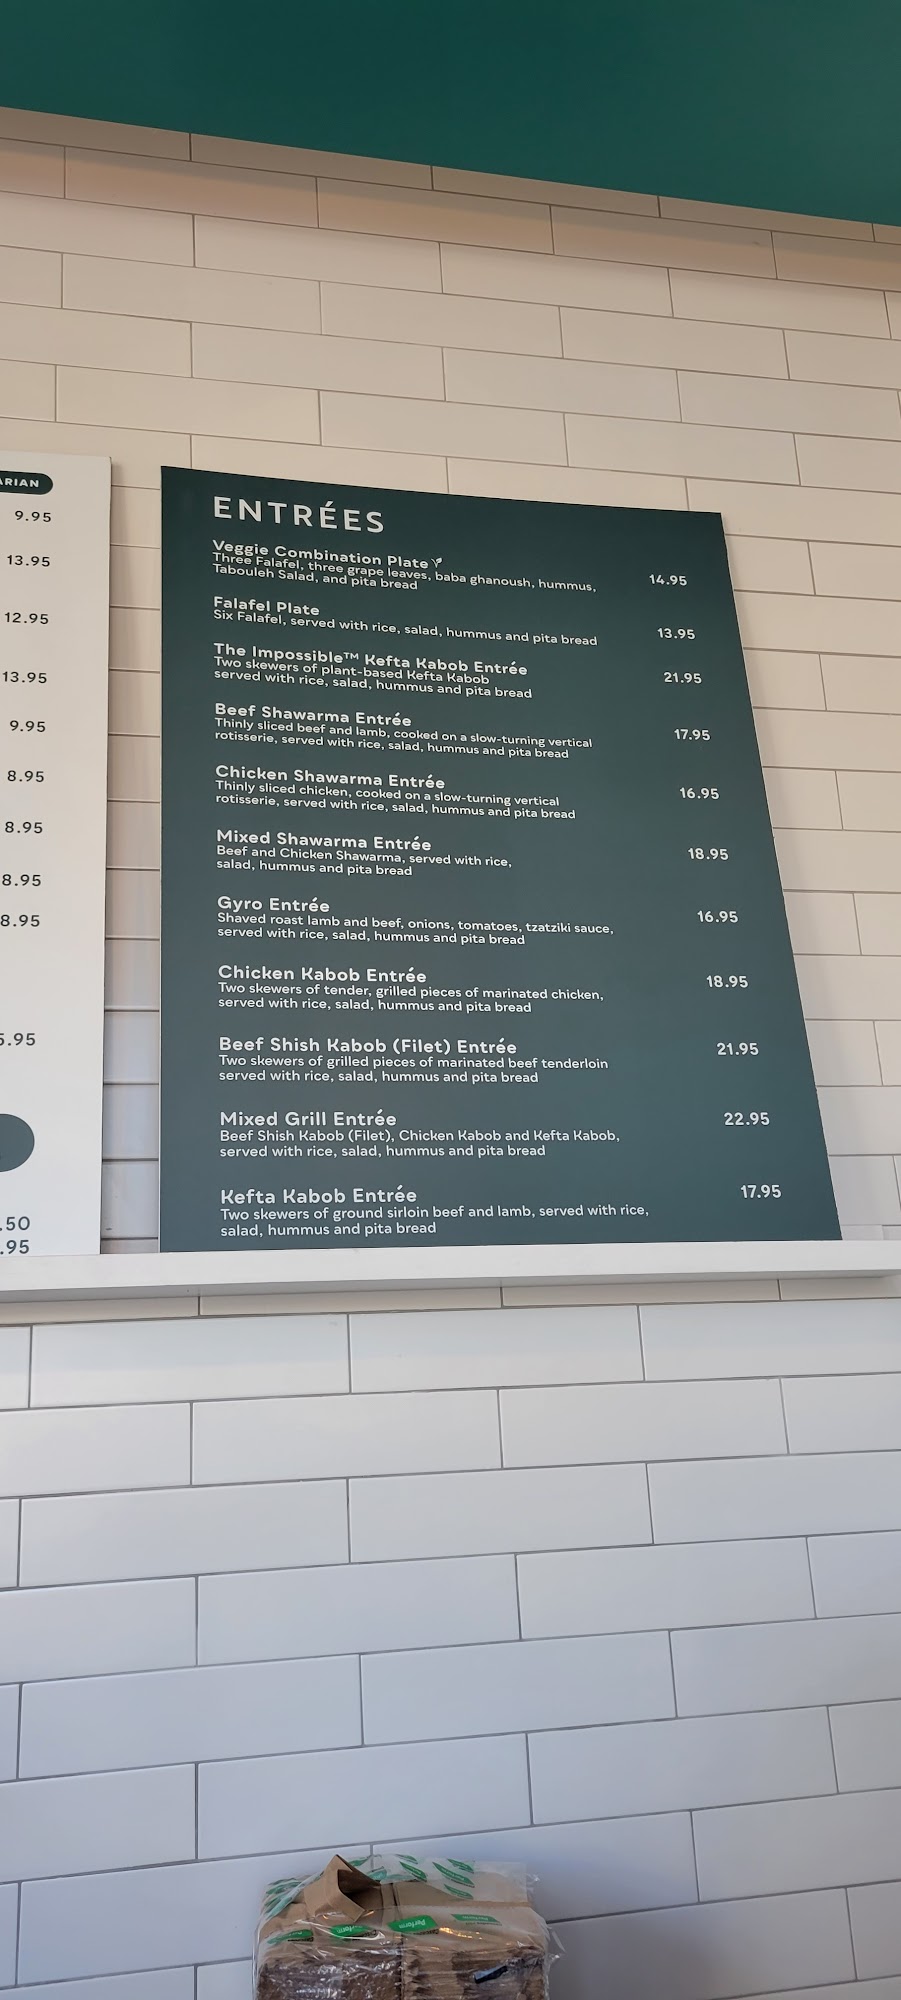 ARIAN
9.95
13.95
12.95
13.95
9.95
8.95
8.95
8.95
8.95
5.95
.50
.95
ENTRÉES
Veggie Combination Plate 14.95
Three Falafel, three grape leaves, baba ghanoush, hummus,
Tabouleh Salad, and pita bread
Falafel Plate 13.95
Six Falafel, served with rice, salad, hummus and pita bread
The Impossible™ Kefta Kabob Entrée 21.95
Two skewers of plant-based Kefta Kabob
served with rice, salad, hummus and pita bread
Beef Shawarma Entrée 17.95
Thinly sliced beef and lamb, cooked on a slow-turning vertical
rotisserie, served with rice, salad, hummus and pita bread
Chicken Shawarma Entrée 16.95
Thinly sliced chicken, cooked on a slow-turning vertical
rotisserie, served with rice, salad, hummus and pita bread
Mixed Shawarma Entrée 18.95
Beef and Chicken Shawarma, served with rice,
salad, hummus and pita bread
Gyro Entrée 16.95
Shaved roast lamb and beef, onions, tomatoes, tzatziki sauce,
served with rice, salad, hummus and pita bread
Chicken Kabob Entrée 18.95
Two skewers of tender, grilled pieces of marinated chicken,
served with rice, salad, hummus and pita bread
Beef Shish Kabob (Filet) Entrée 21.95
Two skewers of grilled pieces of marinated beef tenderloin
served with rice, salad, hummus and pita bread
Mixed Grill Entrée 22.95
Beef Shish Kabob (Filet), Chicken Kabob and Kefta Kabob,
served with rice, salad, hummus and pita bread
Kefta Kabob Entrée 17.95
Two skewers of ground sirloin beef and lamb, served with rice,
salad, hummus and pita bread
Perform